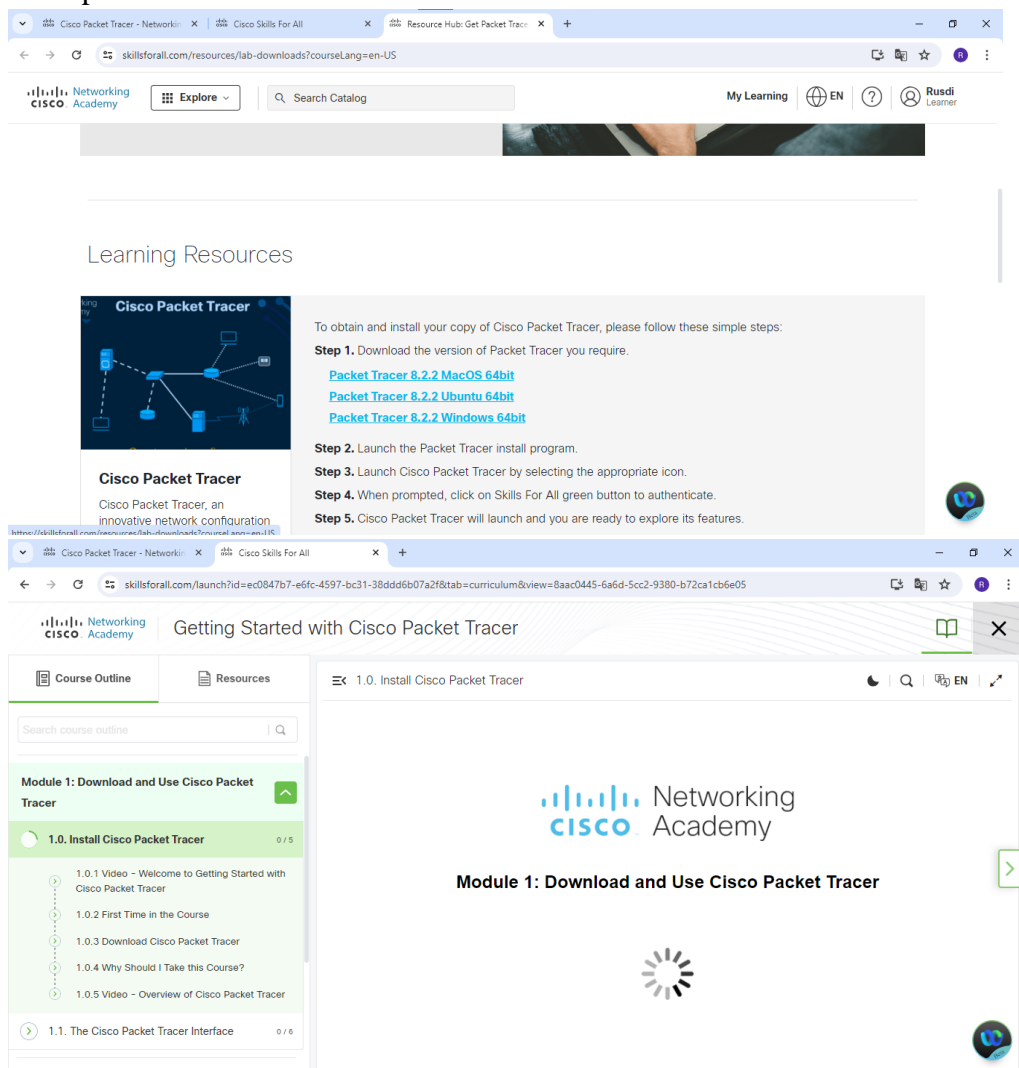 Cisco Packet Tracer - Networkin
Cisco Skills For All
Resource Hub: Get Packet Trace
skillsforall.com/resources/lab-downloads?courseLang=en-US
R
Networking
CISCO Academy
Explore
Search Catalog
My Learning
EN
Rusdi
Learner
Learning Resources
Cisco Packet Tracer
To obtain and install your copy of Cisco Packet Tracer, please follow these simple steps:
Step 1. Download the version of Packet Tracer you require.
Packet Tracer 8.2.2 MacOS 64bit
Packet Tracer 8.2.2 Ubuntu 64bit
Packet Tracer 8.2.2 Windows 64bit
Step 2. Launch the Packet Tracer install program.
Step 3. Launch Cisco Packet Tracer by selecting the appropriate icon.
Step 4. When prompted, click on Skills For All green button to authenticate.
Step 5. Cisco Packet Tracer will launch and you are ready to explore its features.
Cisco Packet Tracer
Cisco Packet Tracer, an
innovative network configuration
https://skillsforall.com/resources/lab-downloads?courseLang=en-US
Cisco Packet Tracer - Networkin
Cisco Skills For All
skillsforall.com/launch?id=ec0847b7-e6fc-4597-bc31-38ddd6b07a2f&tab=curriculum&view=8aac0445-6a6d-5cc2-9380-b72ca1cb6e05
R
Networking
CISCO Academy
Getting Started with Cisco Packet Tracer
Course Outline
Resources
1.0. Install Cisco Packet Tracer
EN
Search course outline
Module 1: Download and Use Cisco Packet
Tracer
1.0. Install Cisco Packet Tracer 0 / 5
1.0.1 Video - Welcome to Getting Started with
Cisco Packet Tracer
1.0.2 First Time in the Course
1.0.3 Download Cisco Packet Tracer
1.0.4 Why Should I Take this Course?
1.0.5 Video - Overview of Cisco Packet Tracer
1.1. The Cisco Packet Tracer Interface 0 / 6
Networking
CISCO Academy
Module 1: Download and Use Cisco Packet Tracer